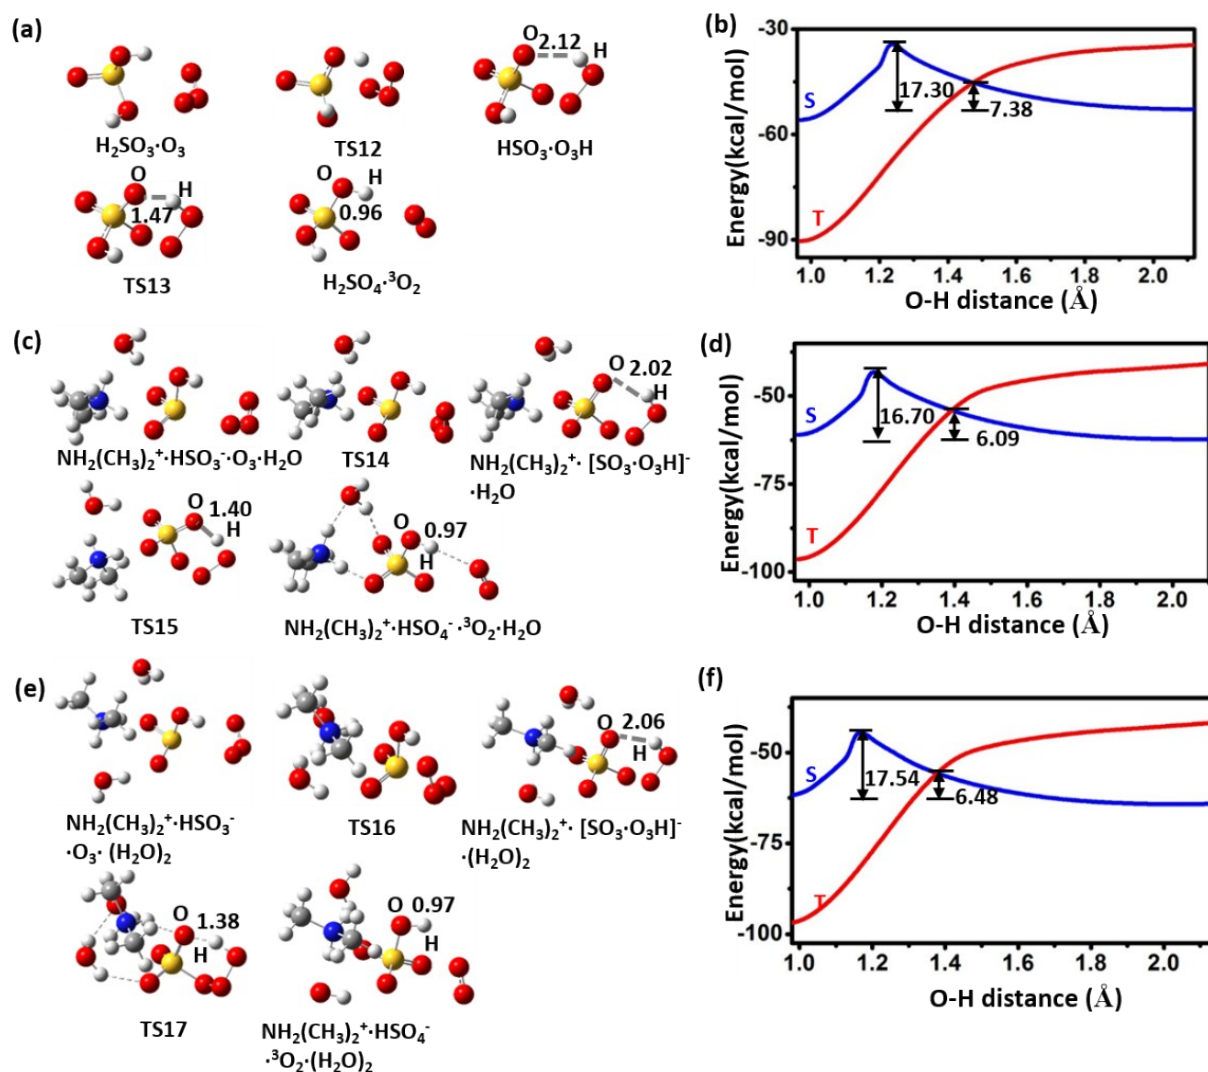 (a)
O 2.12 H
H₂SO₃·O₃
TS12
HSO₃·O₃H
O H
1.47
TS13
O H
0.96
H₂SO₄·³O₂
(b)
Energy(kcal/mol)
-30
-60
-90
S
T
17.30
7.38
1.0 1.2 1.4 1.6 1.8 2.0
O-H distance (Å)
(c)
NH₂(CH₃)₂⁺·HSO₃⁻·O₃·H₂O
TS14
O 2.02
H
NH₂(CH₃)₂⁺· [SO₃·O₃H]⁻
·H₂O
O 1.40
H
TS15
O 0.97
H
NH₂(CH₃)₂⁺·HSO₄⁻·³O₂·H₂O
(d)
Energy(kcal/mol)
-50
-75
-100
S
T
16.70
6.09
1.0 1.2 1.4 1.6 1.8 2.0
O-H distance (Å)
(e)
NH₂(CH₃)₂⁺·HSO₃⁻
·O₃· (H₂O)₂
TS16
O 2.06
H
NH₂(CH₃)₂⁺· [SO₃·O₃H]⁻
·(H₂O)₂
O 1.38
H
TS17
O 0.97
H
NH₂(CH₃)₂⁺·HSO₄⁻
·³O₂·(H₂O)₂
(f)
Energy(kcal/mol)
-50
-75
-100
S
T
17.54
6.48
1.0 1.2 1.4 1.6 1.8 2.0
O-H distance (Å)